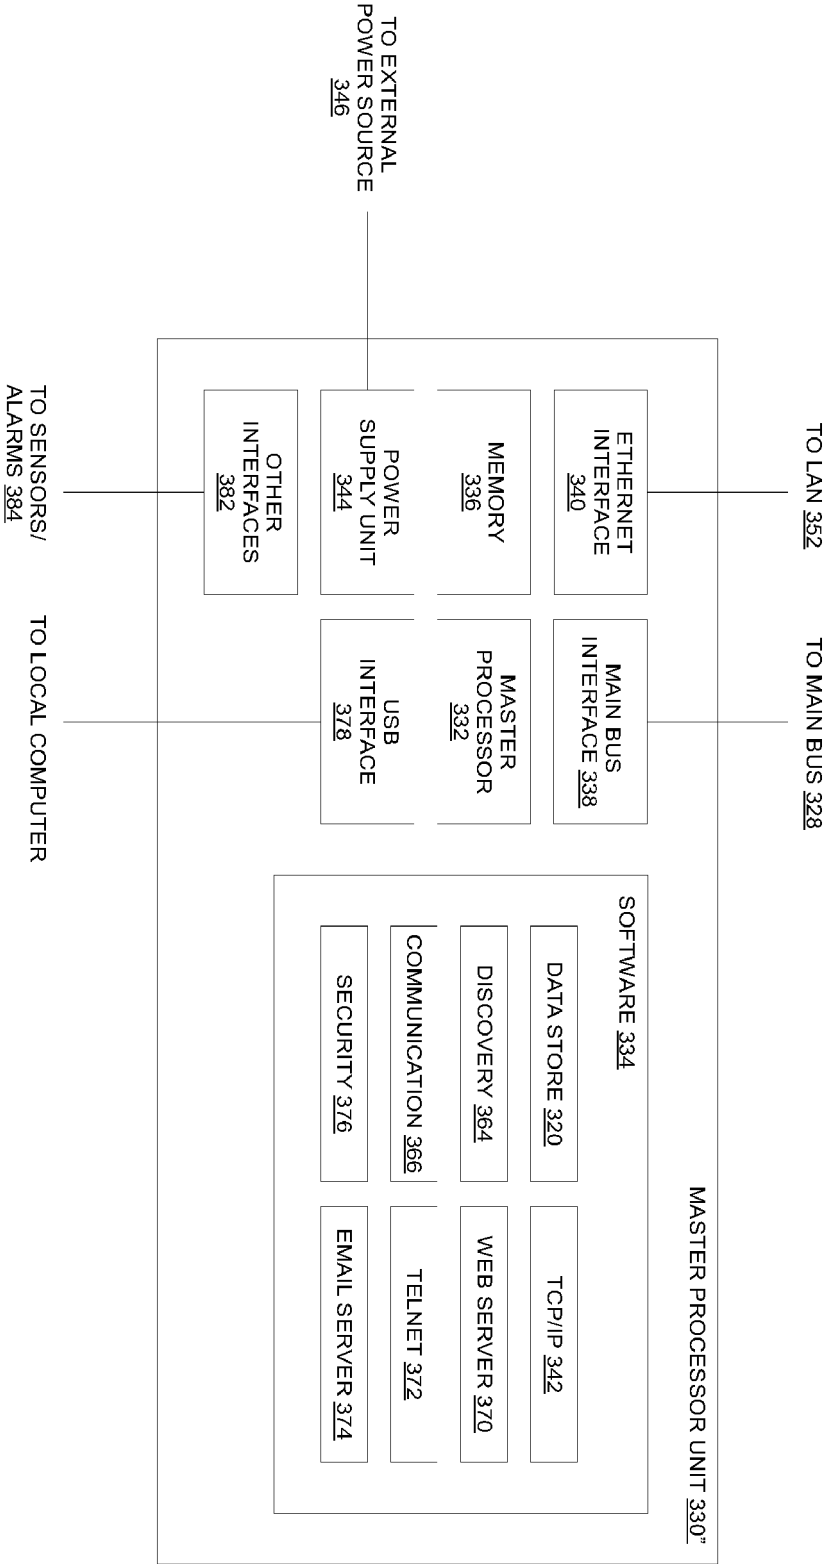 TO LAN 352
TO MAIN BUS 328
MASTER PROCESSOR UNIT 330”
ETHERNET
INTERFACE
340
MAIN BUS
INTERFACE 338
SOFTWARE 334
DATA STORE 320
TCP/IP 342
MEMORY
336
MASTER
PROCESSOR
332
DISCOVERY 364
WEB SERVER 370
TO EXTERNAL
POWER SOURCE
346
POWER
SUPPLY UNIT
344
USB
INTERFACE
378
COMMUNICATION 366
TELNET 372
SECURITY 376
EMAIL SERVER 374
OTHER
INTERFACES
382
TO SENSORS/
ALARMS 384
TO LOCAL COMPUTER